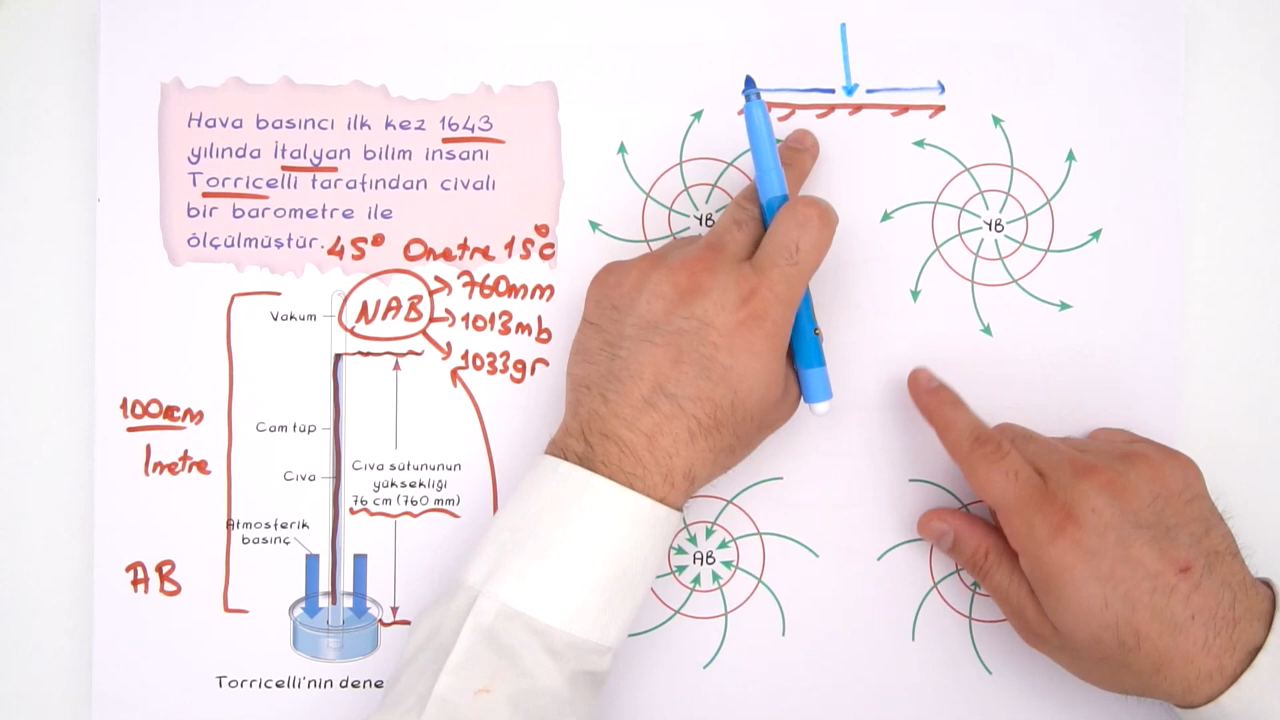 Hava basıncı ilk kez 1643
yılında İtalyan bilim insanı
Torricelli tarafından civalı
bir barometre ile
ölçülmüştür.
45° 0metre 15°C
NAB
760mm
1013mb
1033gr
Vakum
100cm
1metre
Cam tüp
Civa
Civa sütununun
yüksekliği
76 cm (760 mm)
Atmosferik
basınç
AB
Torricelli'nin dene
YB
YB
AB